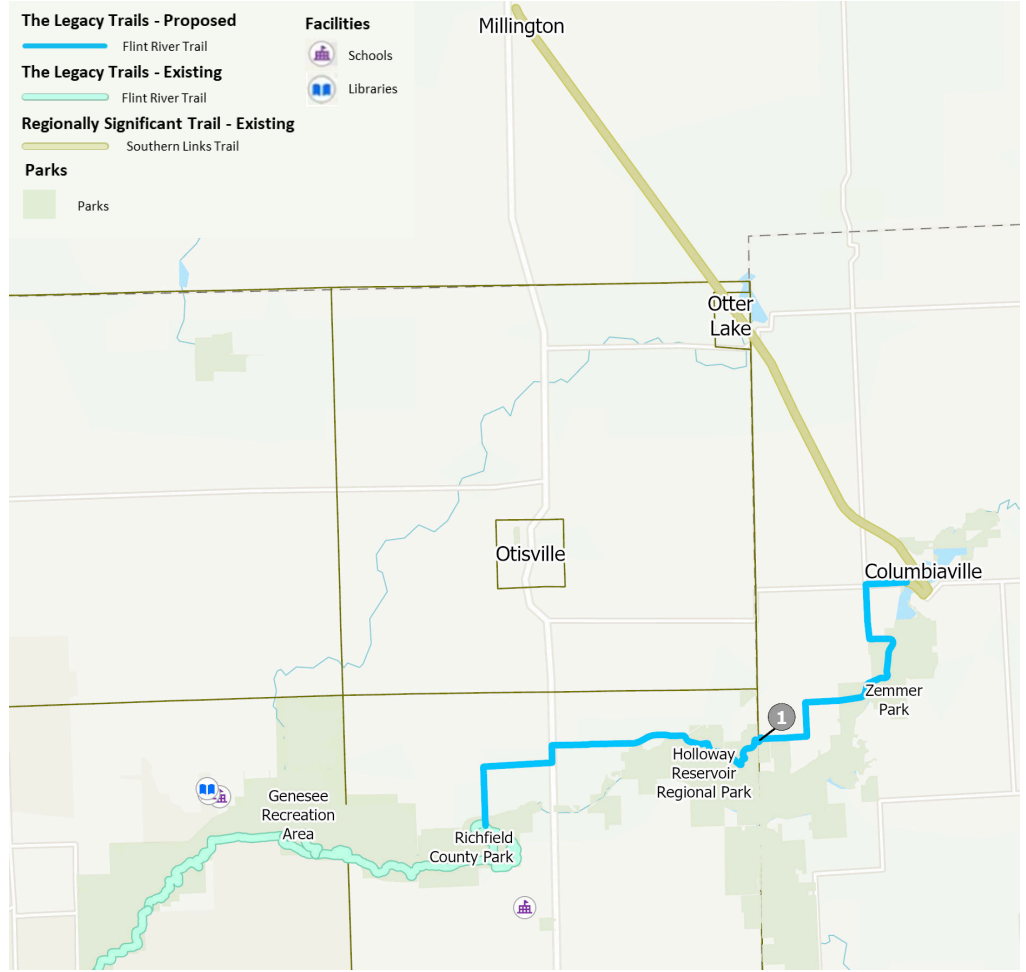 The Legacy Trails - Proposed
Flint River Trail
The Legacy Trails - Existing
Flint River Trail
Regionally Significant Trail - Existing
Southern Links Trail
Parks
Parks
Facilities
Schools
Libraries
Millington
Otter
Lake
Otisville
Columbiaville
Zemmer
Park
1
Holloway
Reservoir
Regional Park
Genesee
Recreation
Area
Richfield
County Park